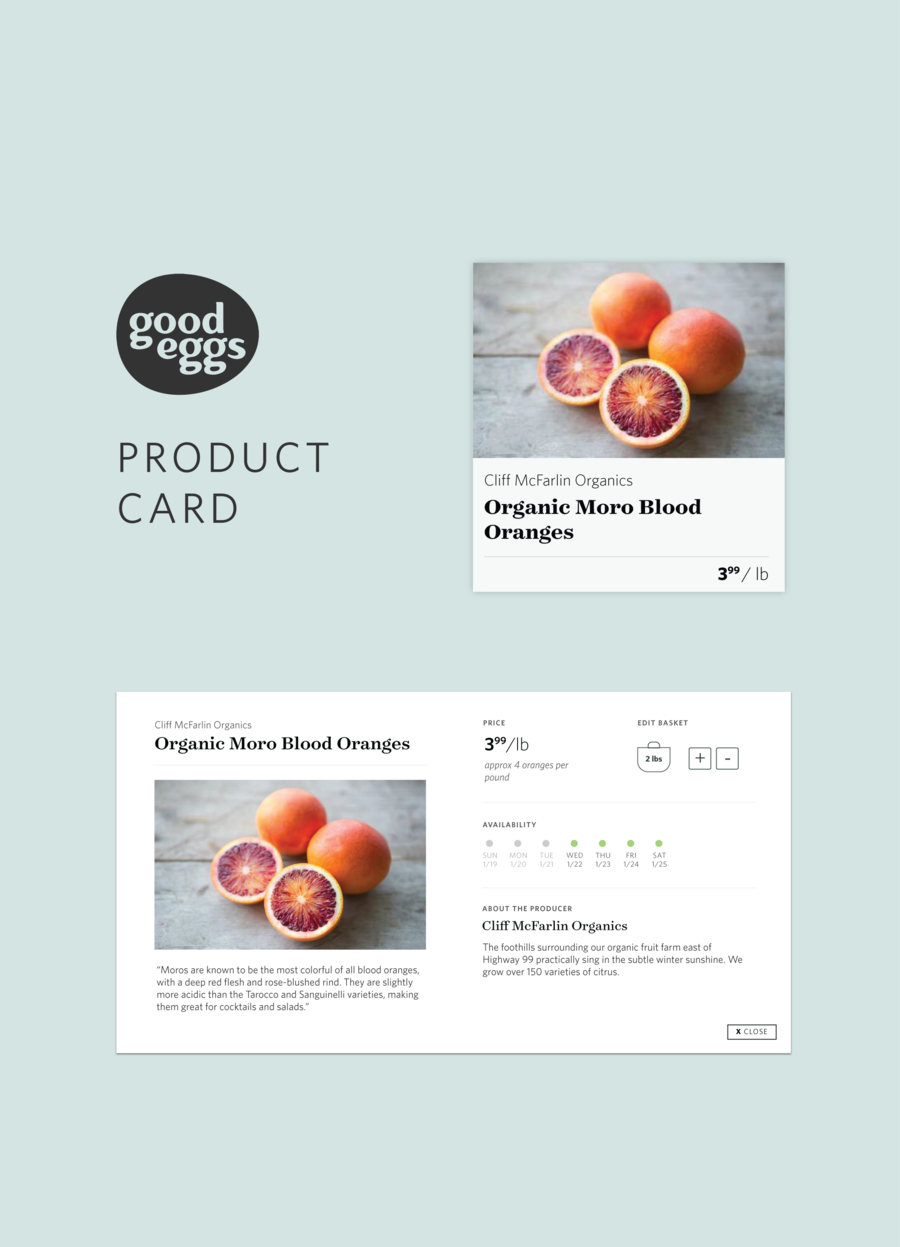 good
eggs
PRODUCT
CARD
Cliff McFarlin Organics
Organic Moro Blood
Oranges
3⁹⁹/ lb
Cliff McFarlin Organics
Organic Moro Blood Oranges
"Moros are known to be the most colorful of all blood oranges,
with a deep red flesh and rose-blushed rind. They are slightly
more acidic than the Tarocco and Sanguinelli varieties, making
them great for cocktails and salads."
PRICE
3⁹⁹/lb
approx 4 oranges per
pound
EDIT BASKET
2 lbs
+ -
AVAILABILITY
SUN MON TUE WED THU FRI SAT
1/19 1/20 1/21 1/22 1/23 1/24 1/25
ABOUT THE PRODUCER
Cliff McFarlin Organics
The foothills surrounding our organic fruit farm east of
Highway 99 practically sing in the subtle winter sunshine. We
grow over 150 varieties of citrus.
X CLOSE